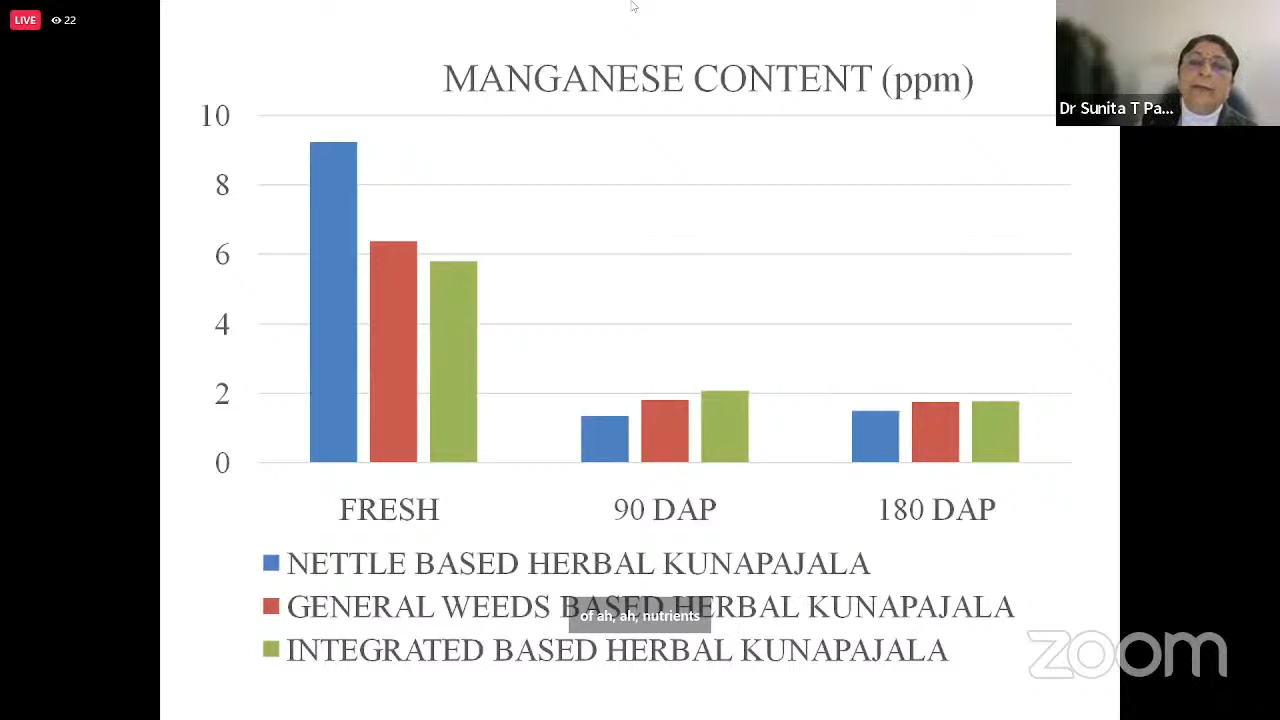 LIVE 22
MANGANESE CONTENT (ppm)
Dr Sunita T Pa...
10
8
6
4
2
0
FRESH 90 DAP 180 DAP
NETTLE BASED HERBAL KUNAPAJALA
GENERAL WEEDS BASED HERBAL KUNAPAJALA
of ah, ah, nutrients
INTEGRATED BASED HERBAL KUNAPAJALA
zoom